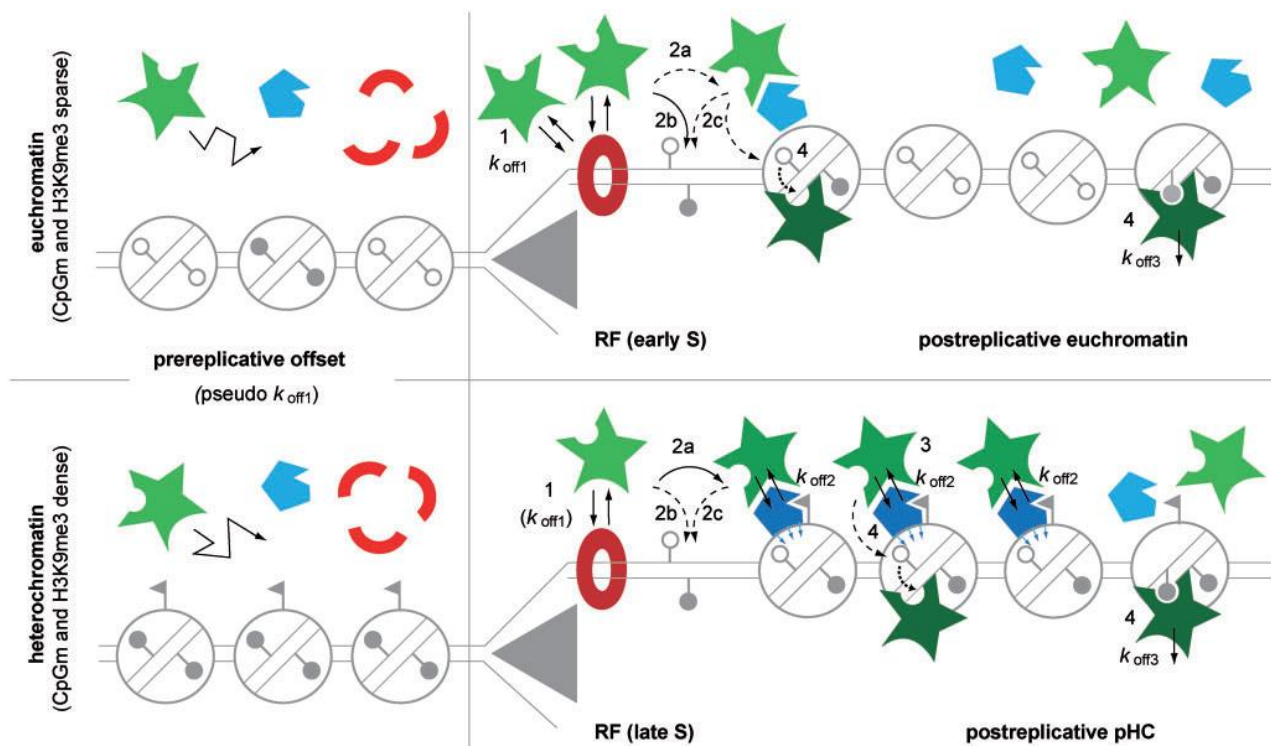 euchromatin
(CpGm and H3K9me3 sparse)
1
k off1
2a
2b
2c
4
4
k off3
prereplicative offset
(pseudo k off1)
RF (early S)
postreplicative euchromatin
heterochromatin
(CpGm and H3K9me3 dense)
1
(k off1)
2a
2b
2c
k off2
3
k off2
k off2
4
4
k off3
RF (late S)
postreplicative pHC